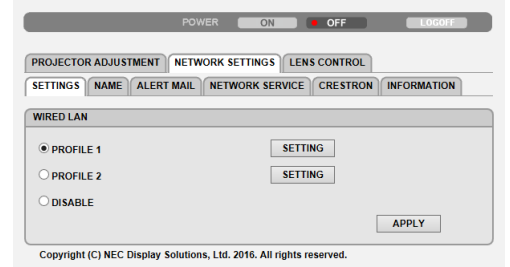 POWER ON OFF LOGOFF
PROJECTOR ADJUSTMENT NETWORK SETTINGS LENS CONTROL
SETTINGS NAME ALERT MAIL NETWORK SERVICE CRESTRON INFORMATION
WIRED LAN
PROFILE 1 SETTING
PROFILE 2 SETTING
DISABLE
APPLY
Copyright (C) NEC Display Solutions, Ltd. 2016. All rights reserved.